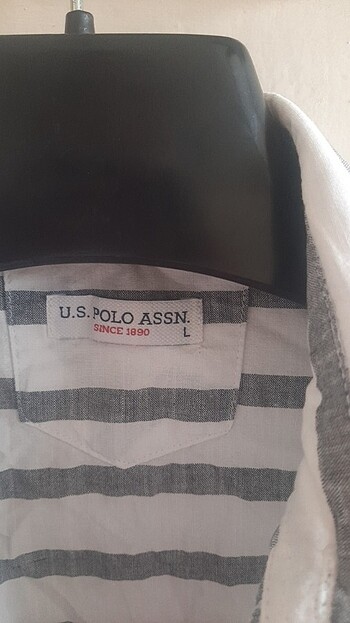 U.S. POLO ASSN.
SINCE 1890
L